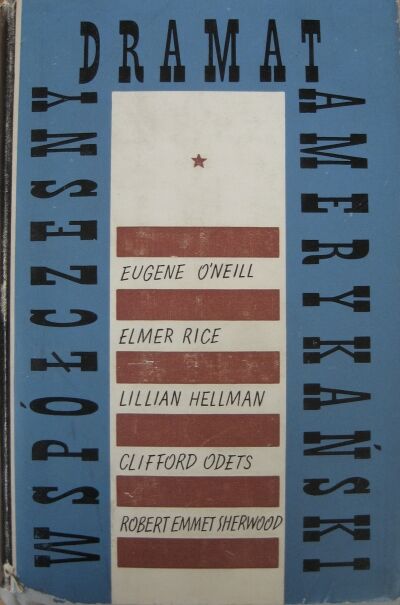 WSPÓŁCZESNY
DRAMAT
AMERYKAŃSKI
EUGENE O'NEILL
ELMER RICE
LILLIAN HELLMAN
CLIFFORD ODETS
ROBERT EMMET SHERWOOD